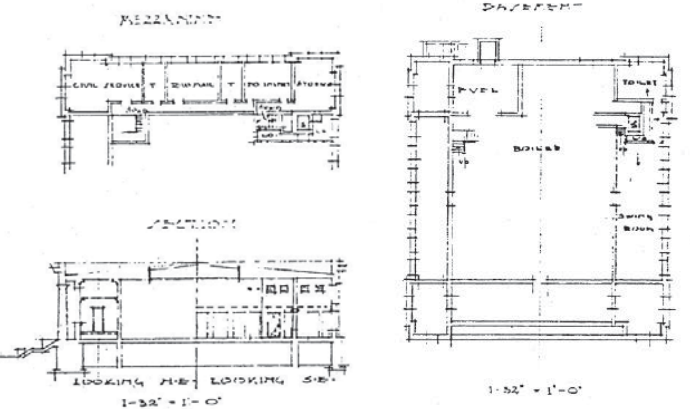 MEZZANINE
CIVIL SERVICE
T
T
STORAGE
SECTION
LOOKING N.E. LOOKING S.E.
1-32" = 1'-0"
BASEMENT
FUEL
TOILET
BOILER
SWING ROOM
1-32" = 1'-0"